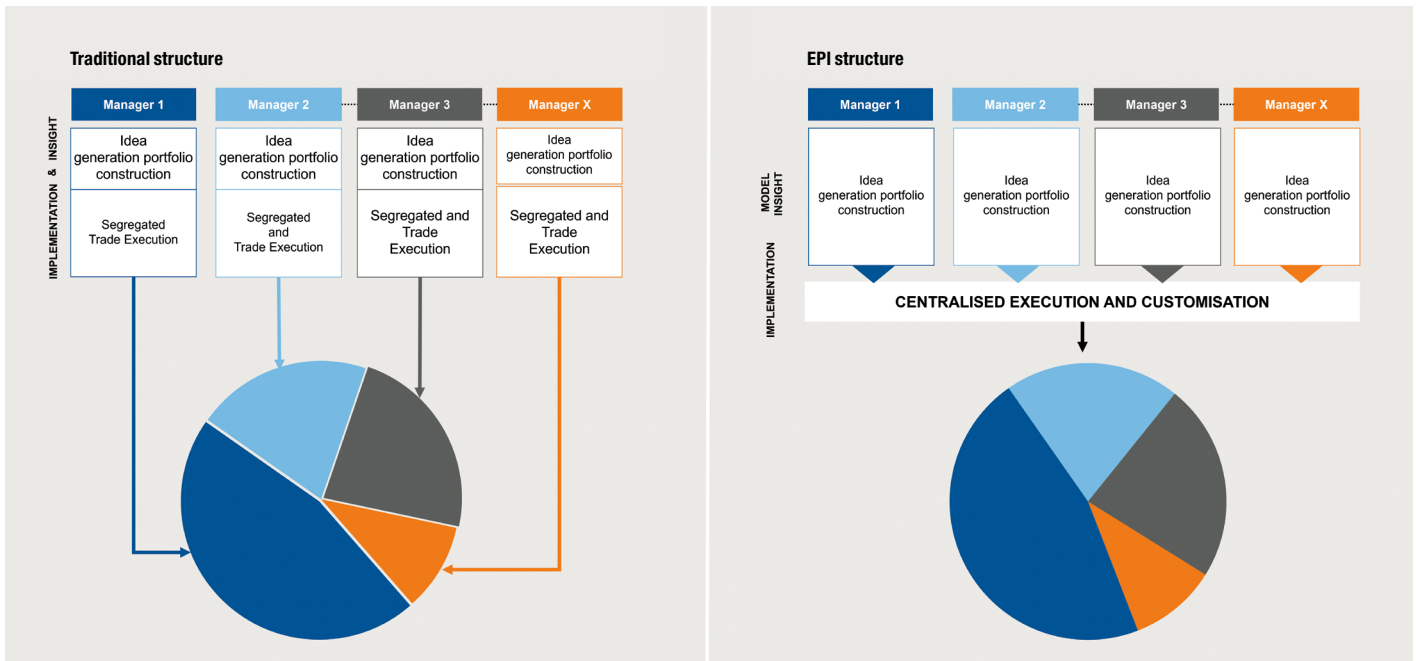 Traditional structure
Manager 1
Manager 2
Manager 3
Manager X
IMPLEMENTATION & INSIGHT
Idea
generation portfolio
construction
Idea
generation portfolio
construction
Idea
generation portfolio
construction
Idea
generation portfolio
construction
Segregated
Trade Execution
Segregated
and
Trade Execution
Segregated and
Trade
Execution
Segregated and
Trade
Execution
EPI structure
Manager 1
Manager 2
Manager 3
Manager X
MODEL
INSIGHT
Idea
generation portfolio
construction
Idea
generation portfolio
construction
Idea
generation portfolio
construction
Idea
generation portfolio
construction
IMPLEMENTATION
CENTRALISED EXECUTION AND CUSTOMISATION